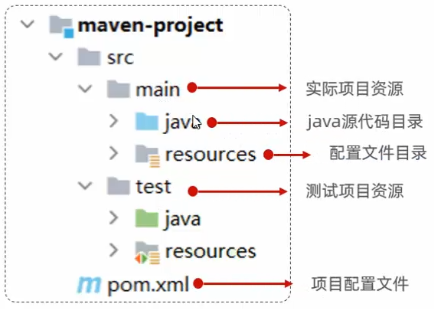 maven-project
src
main 实际项目资源
java java源代码目录
resources 配置文件目录
test 测试项目资源
java
resources
m pom.xml 项目配置文件